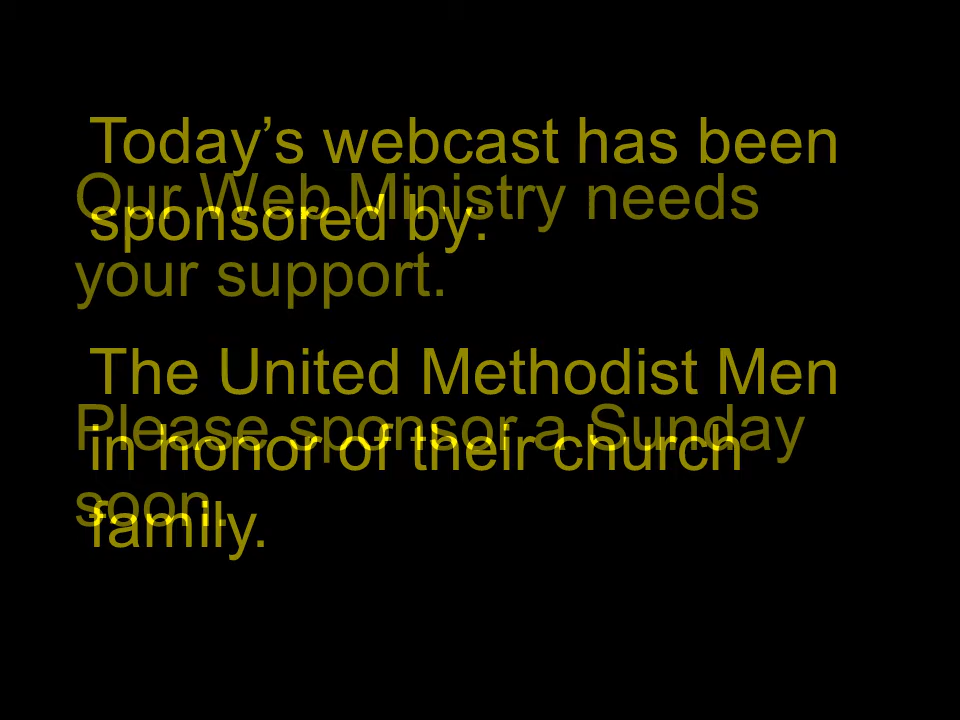 Today’s webcast has been
sponsored by:
The United Methodist Men
in honor of their church
family.
Our Web Ministry needs
your support.
Please sponsor a Sunday
soon.